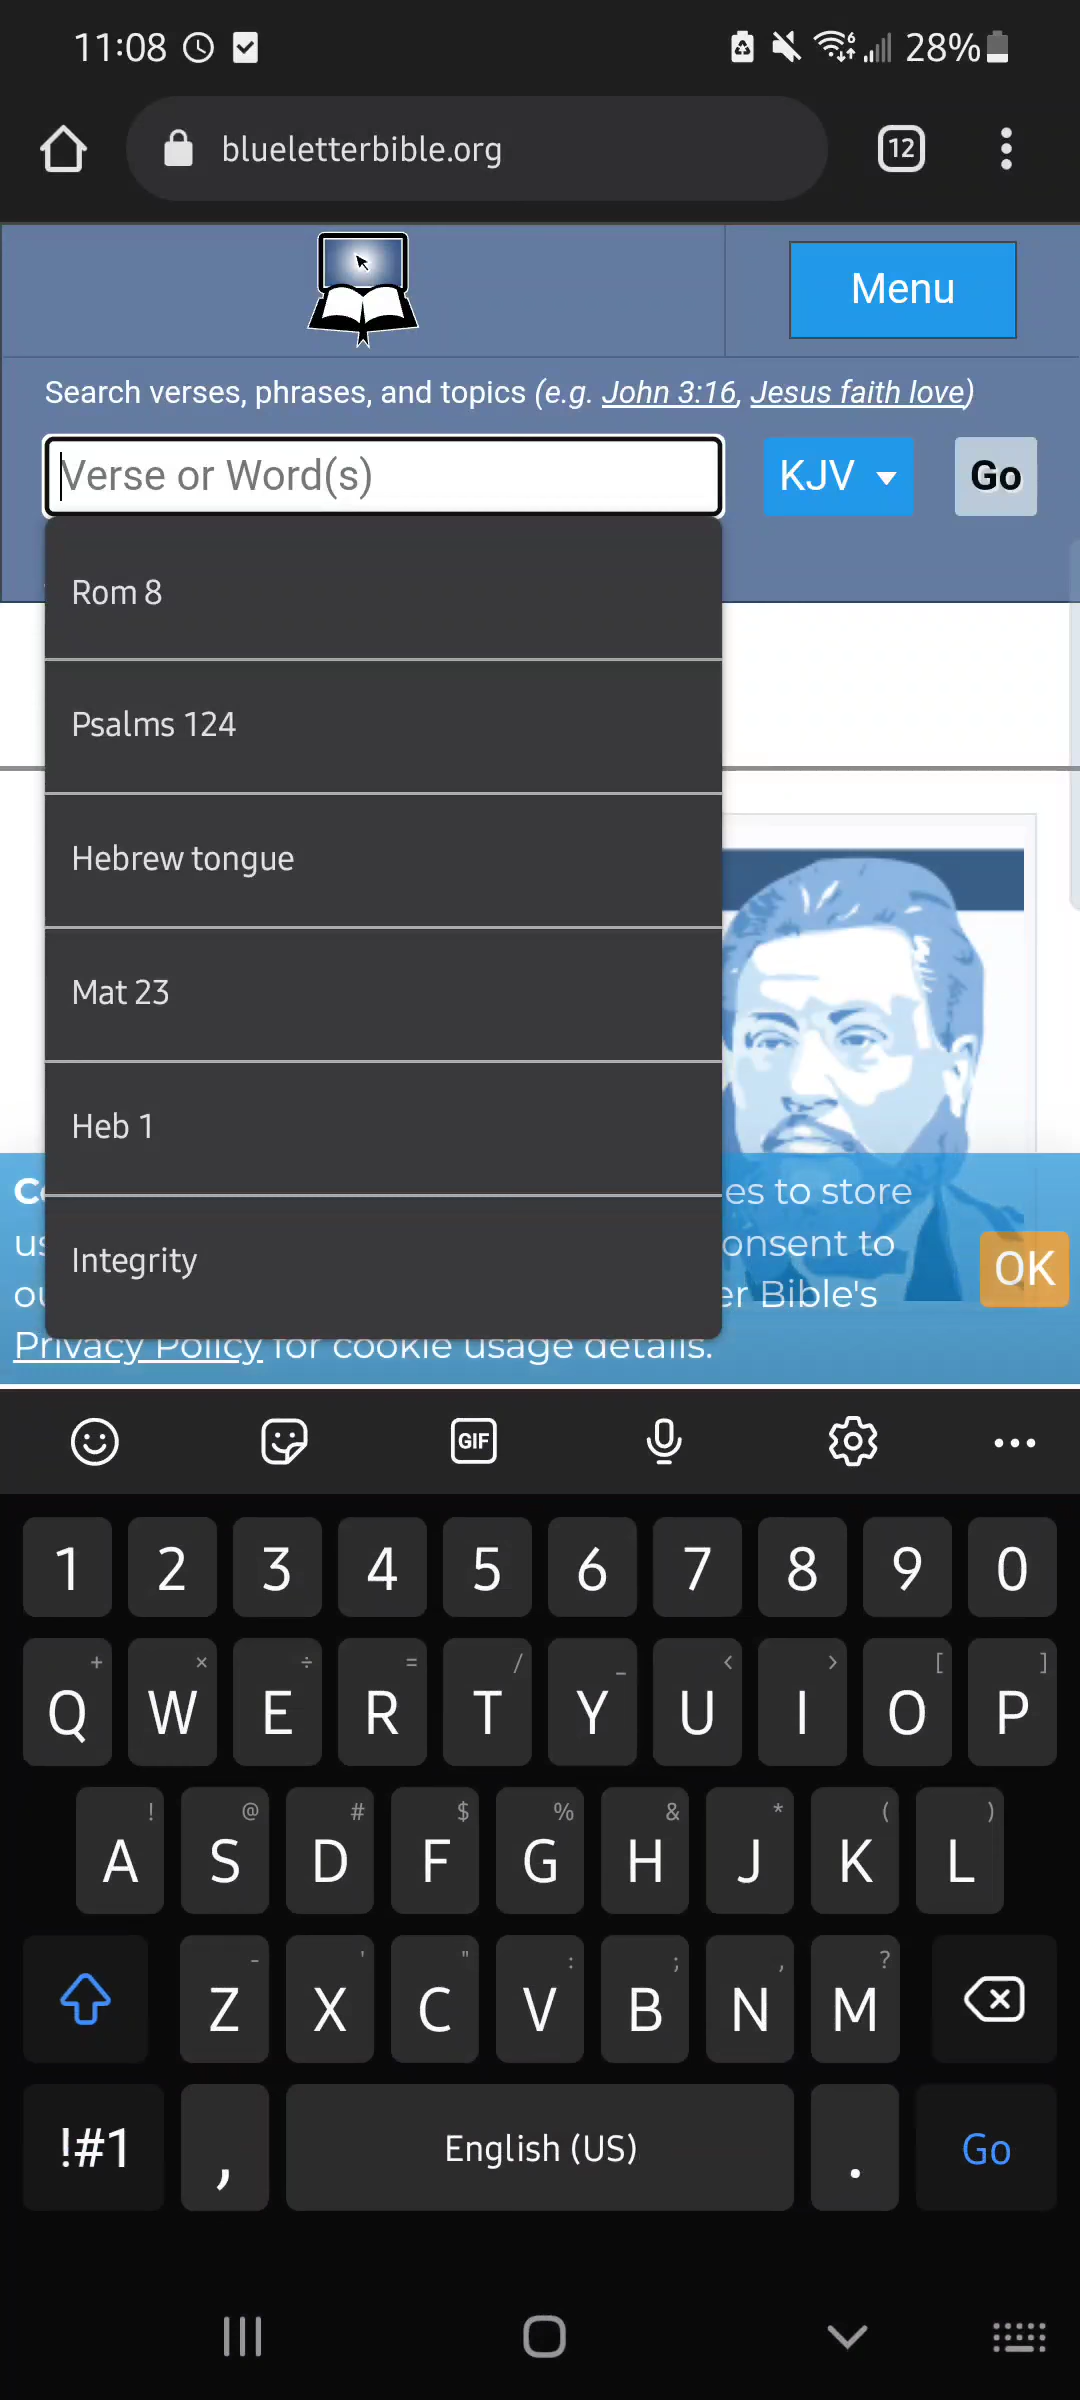 11:08 28%
blueletterbible.org 12
Menu
Search verses, phrases, and topics (e.g. John 3:16, Jesus faith love)
Verse or Word(s) KJV Go
Rom 8
Psalms 124
Hebrew tongue
Mat 23
Heb 1
Integrity
es to store
onsent to
er Bible's
OK
Privacy Policy for cookie usage details.
GIF
1 2 3 4 5 6 7 8 9 0
+ × ÷ = / _ < > [ ]
Q W E R T Y U I O P
! @ # $ % & * ( )
A S D F G H J K L
- ' " : ; , ?
Z X C V B N M
!#1 , English (US) . Go